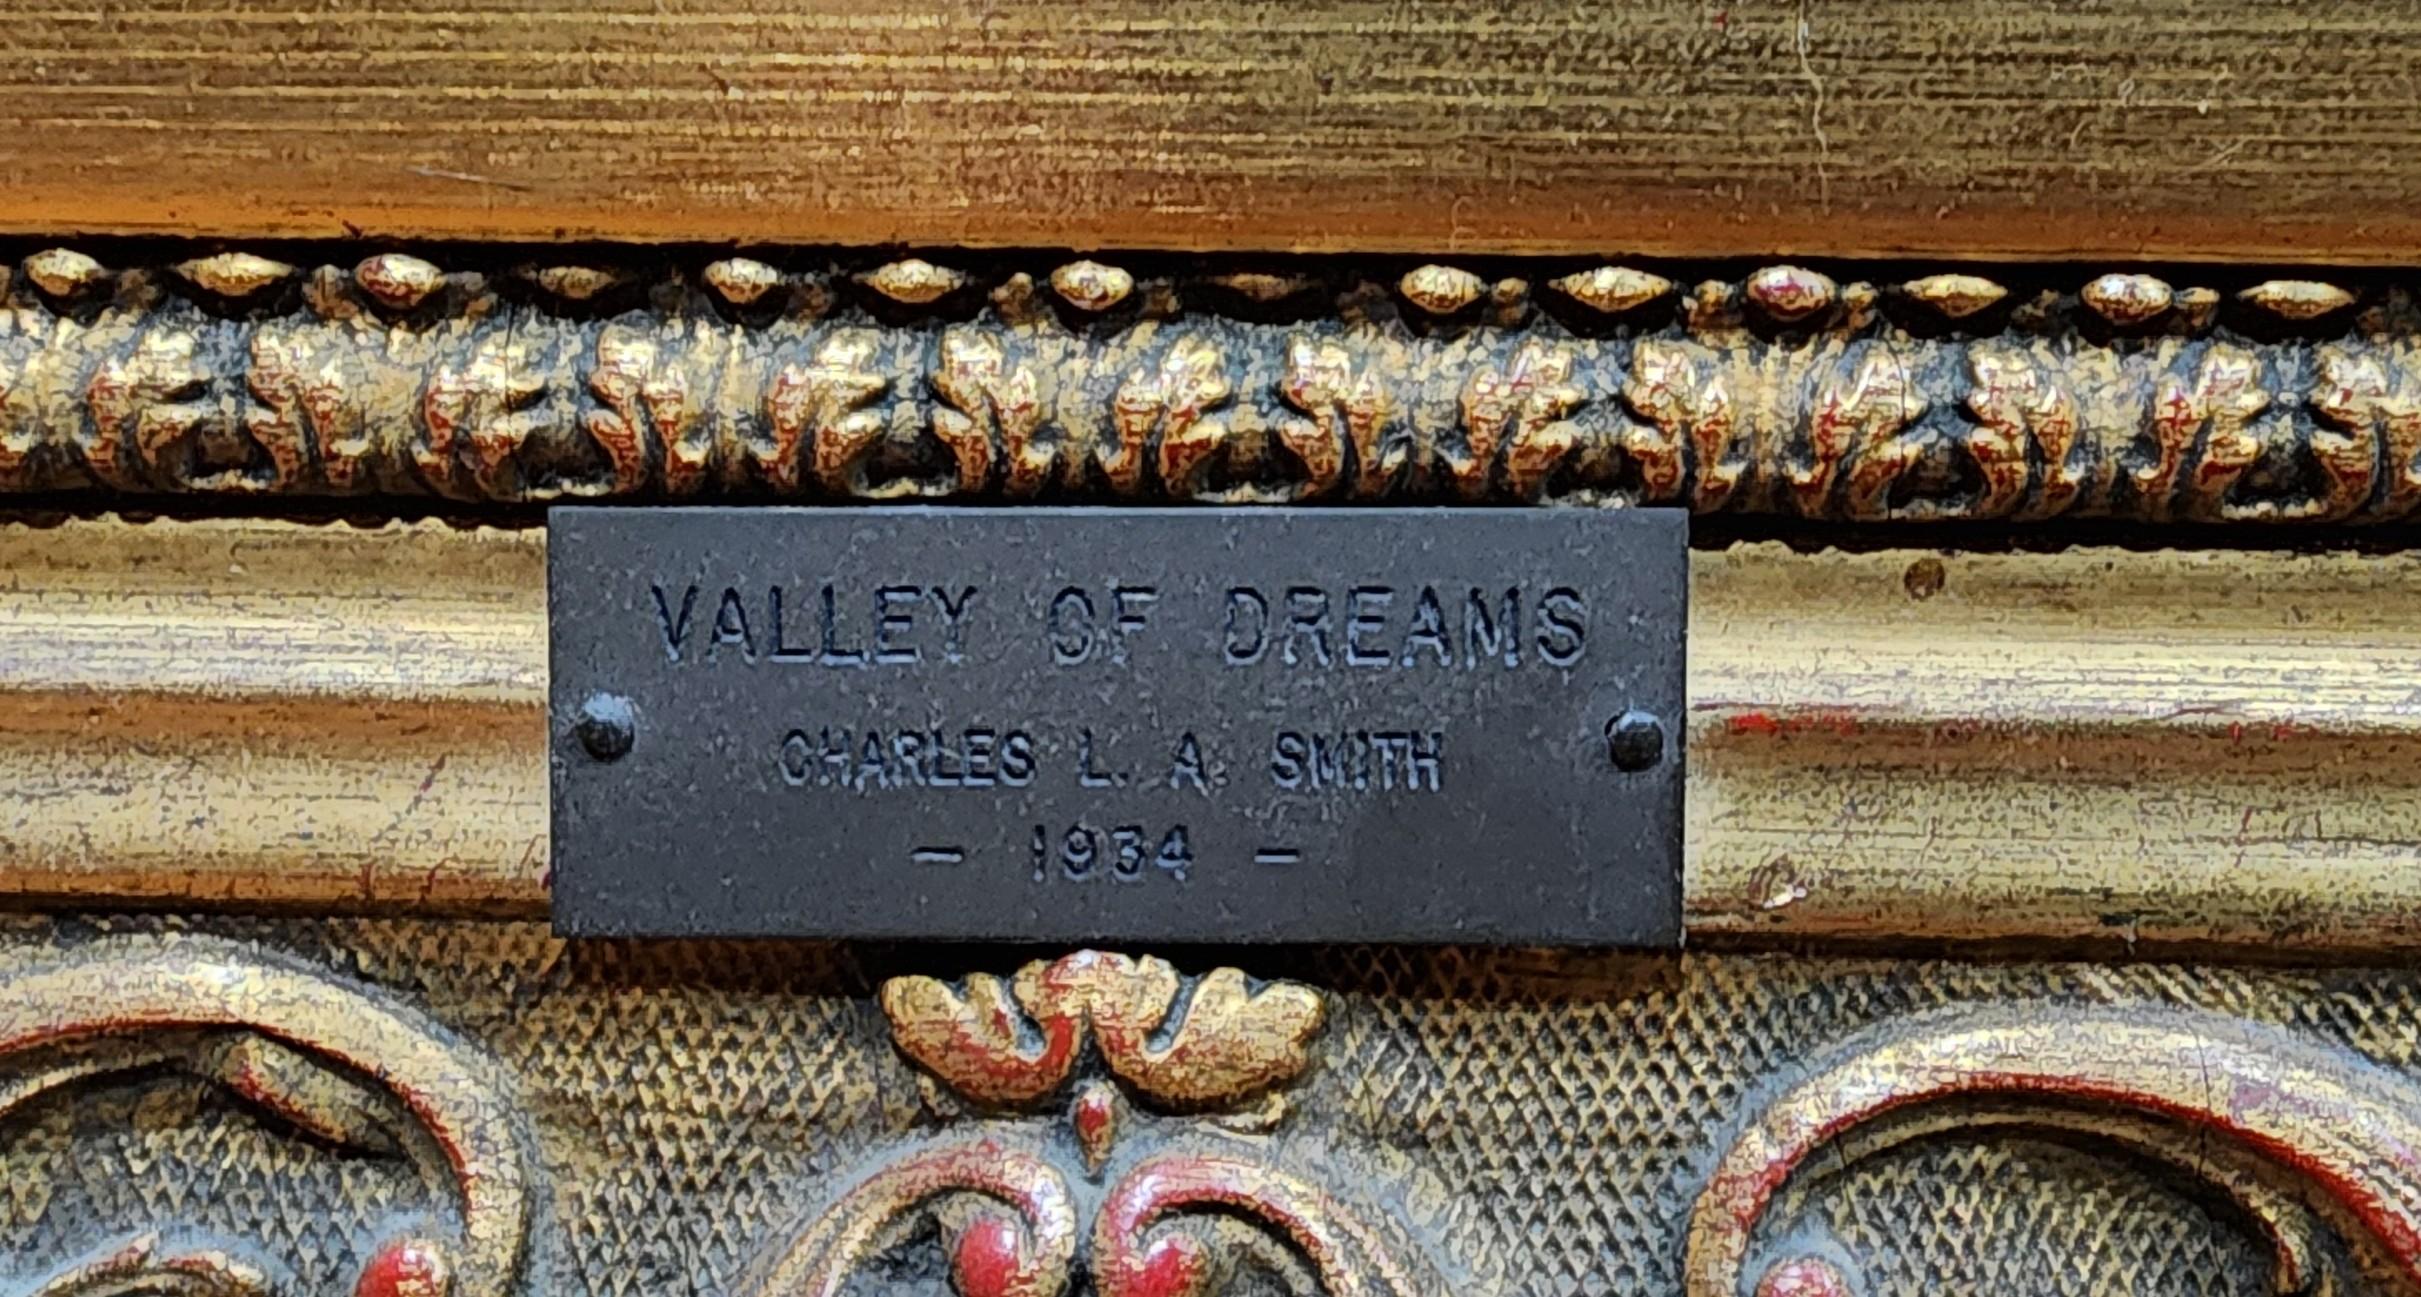 VALLEY OF DREAMS
CHARLES L. A. SMITH
– 1934 –